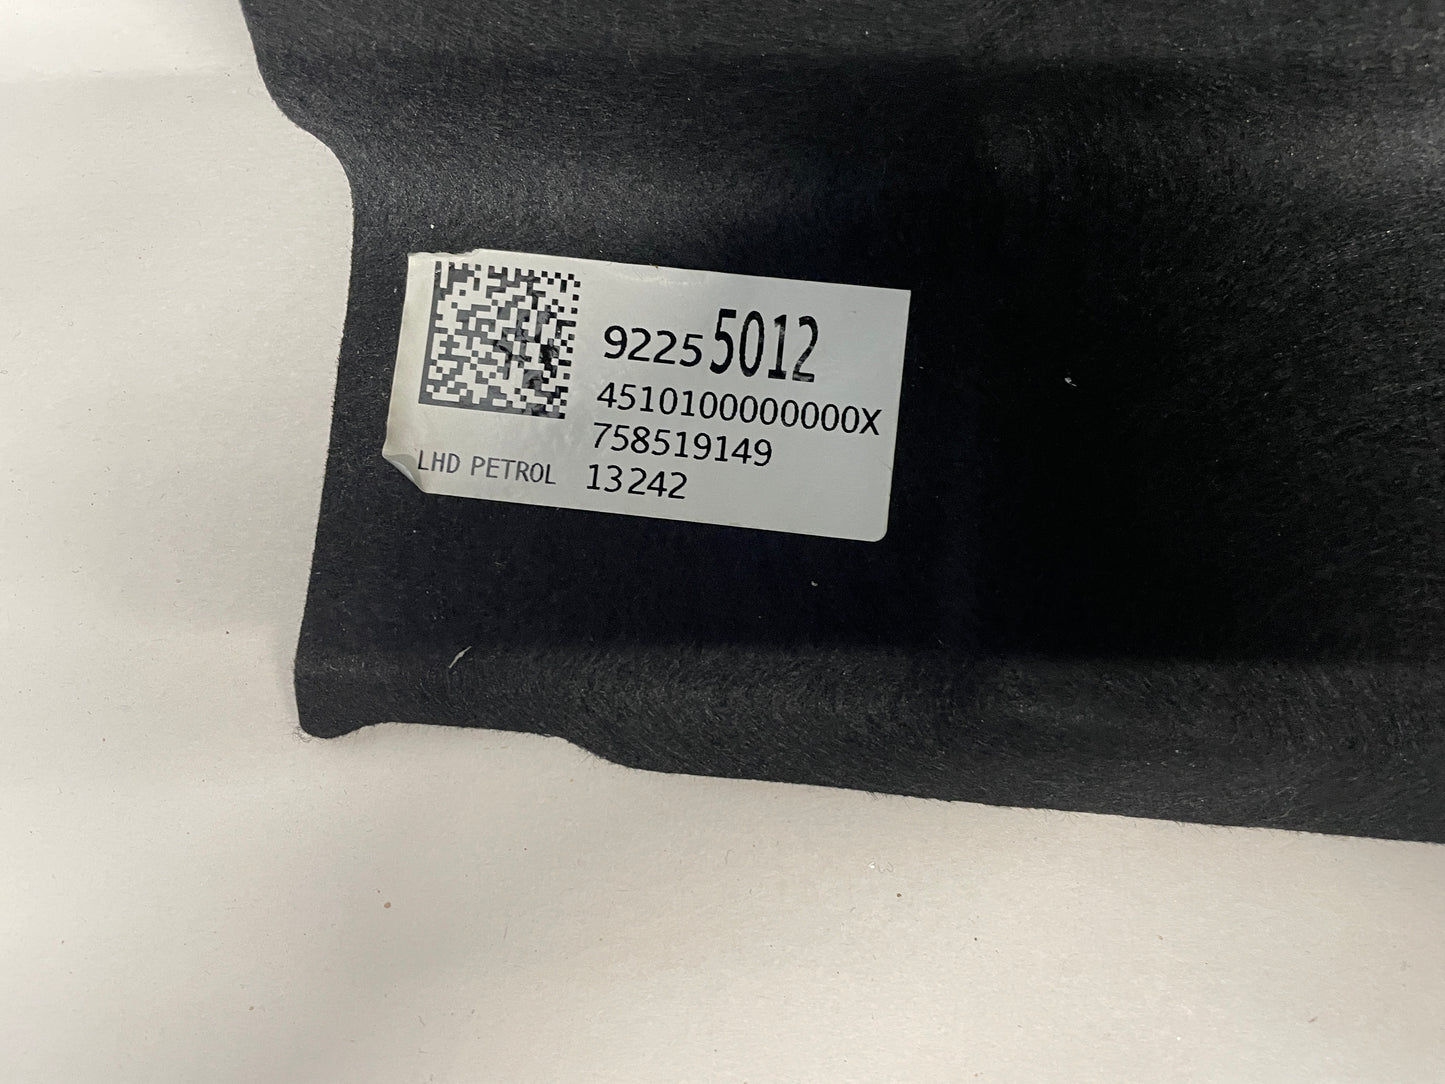 92255012
4510100000000X
758519149
LHD PETROL 13242